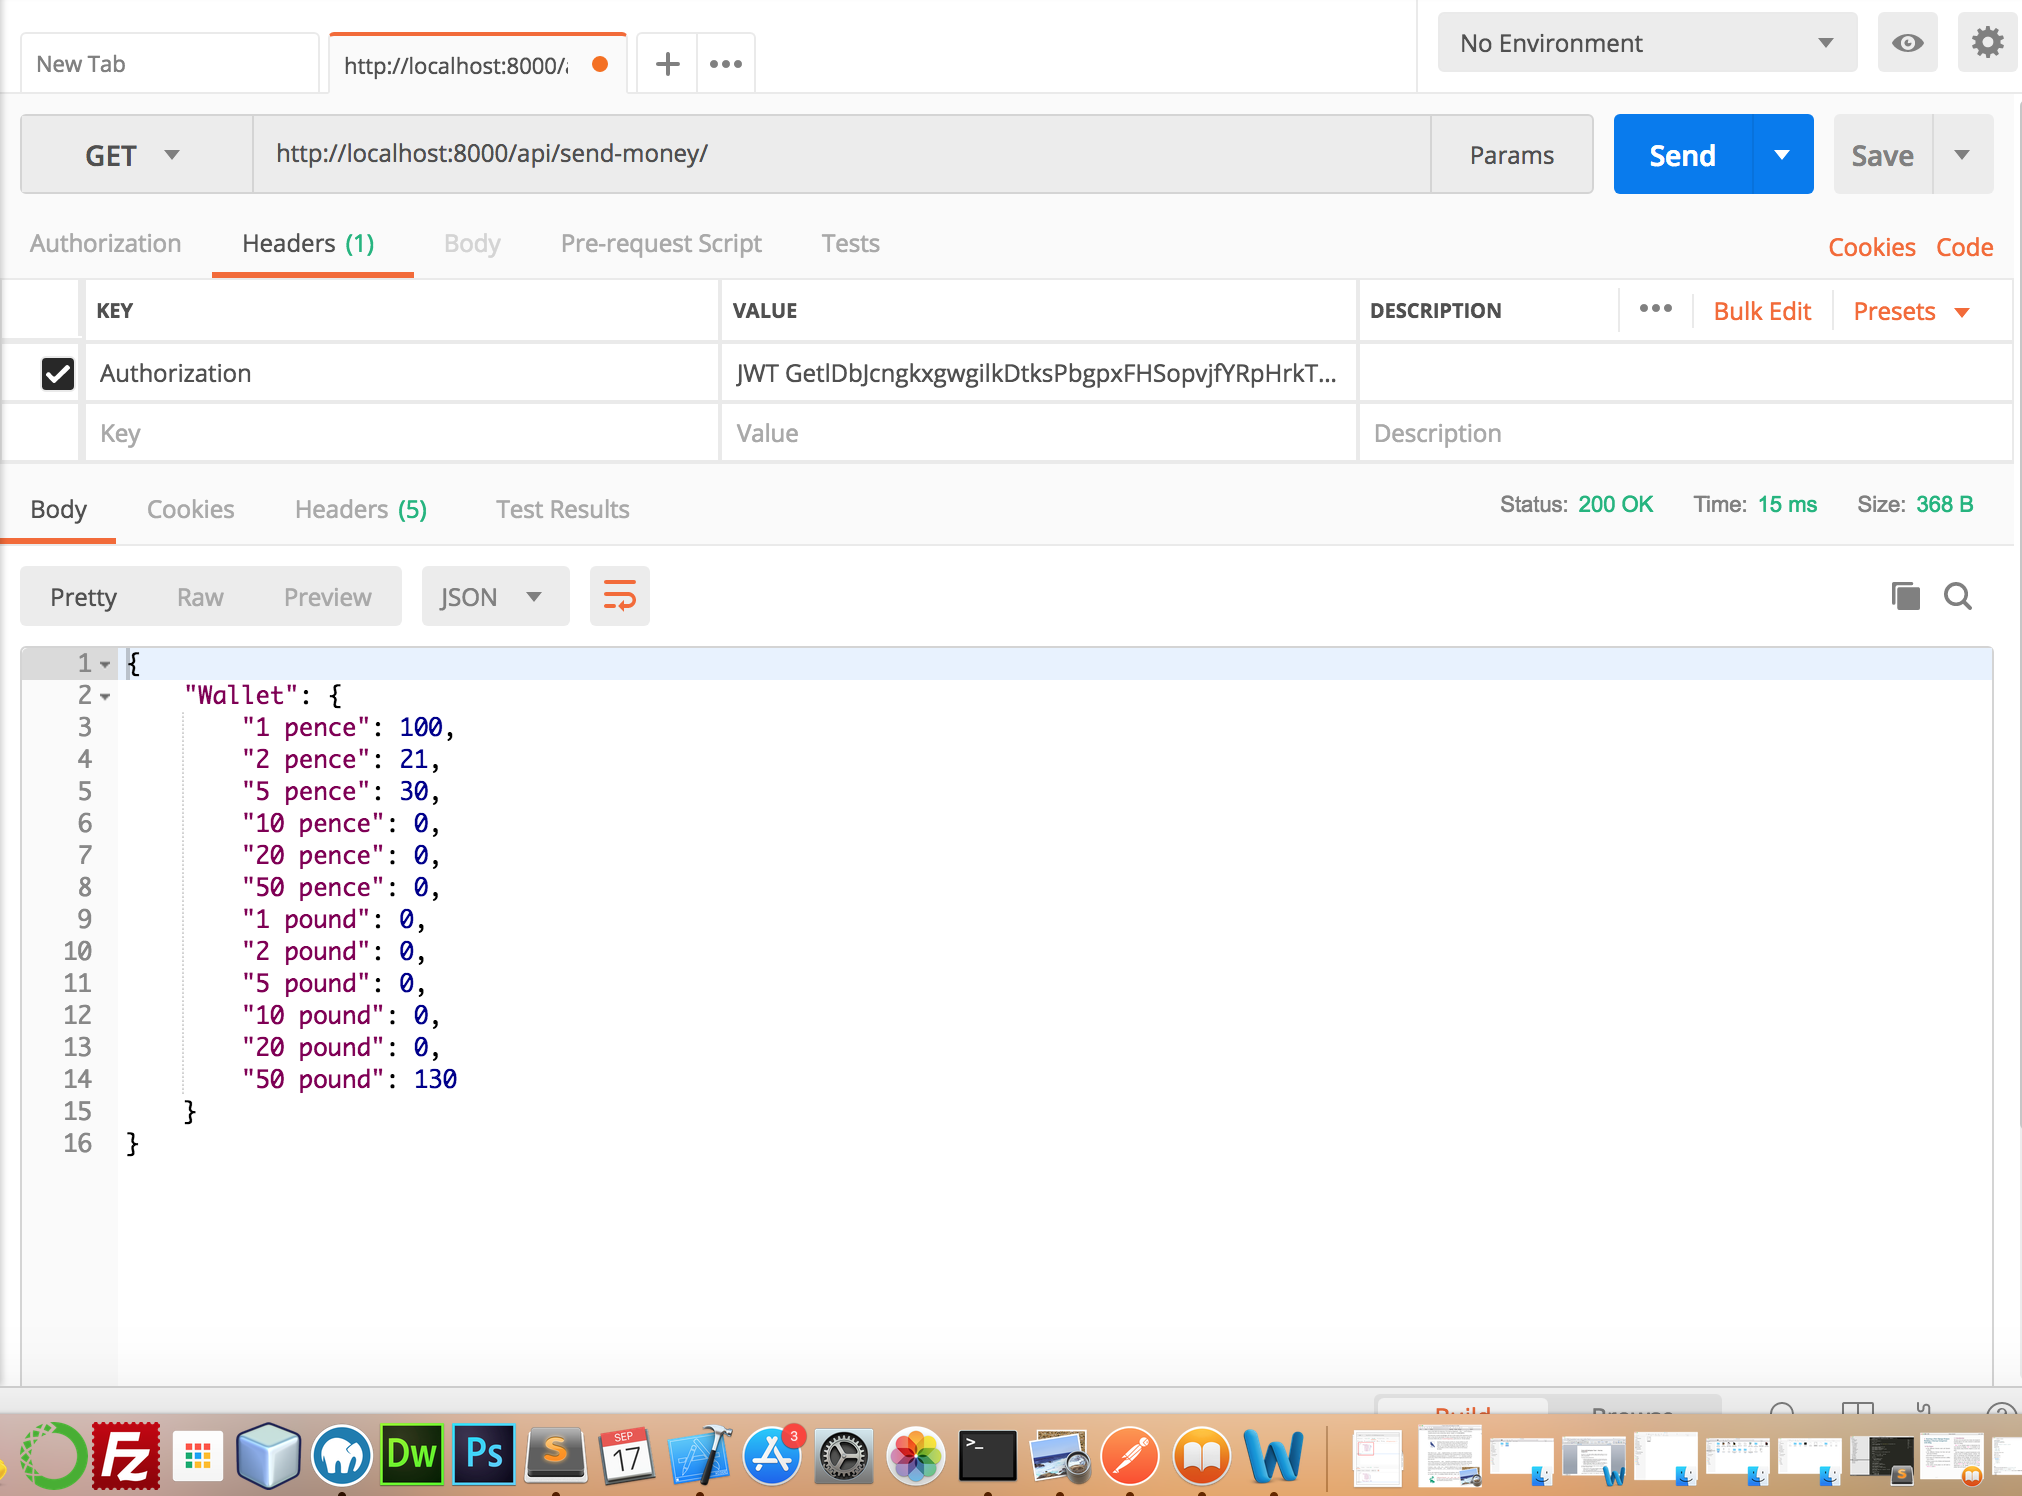 New Tab
http://localhost:8000/a
No Environment
GET
http://localhost:8000/api/send-money/
Params
Send
Save
Authorization
Headers (1)
Body
Pre-request Script
Tests
Cookies
Code
KEY
VALUE
DESCRIPTION
Bulk Edit
Presets
Authorization
JWT GetlDbJcngkxgwgilkDtksPbgpxFHSopvjfYRpHrkT...
Key
Value
Description
Body
Cookies
Headers (5)
Test Results
Status: 200 OK
Time: 15 ms
Size: 368 B
Pretty
Raw
Preview
JSON
1 {
2 "Wallet": {
3 "1 pence": 100,
4 "2 pence": 21,
5 "5 pence": 30,
6 "10 pence": 0,
7 "20 pence": 0,
8 "50 pence": 0,
9 "1 pound": 0,
10 "2 pound": 0,
11 "5 pound": 0,
12 "10 pound": 0,
13 "20 pound": 0,
14 "50 pound": 130
15 }
16 }
Build
Browse
Fz
Dw
Ps
S
SEP
17
3
>_
W